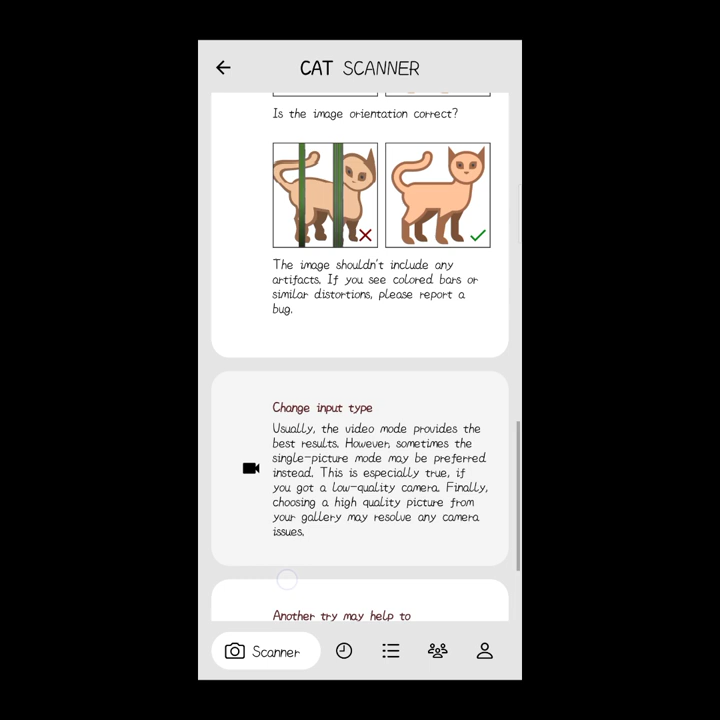 CAT SCANNER
Is the image orientation correct?
The image shouldn't include any
artifacts. If you see colored bars or
similar distortions, please report a
bug.
Change input type
Usually, the video mode provides the
best results. However, sometimes the
single-picture mode may be preferred
instead. This is especially true, if
you got a low-quality camera. Finally,
choosing a high quality picture from
your gallery may resolve any camera
issues.
Another try may help to
Scanner